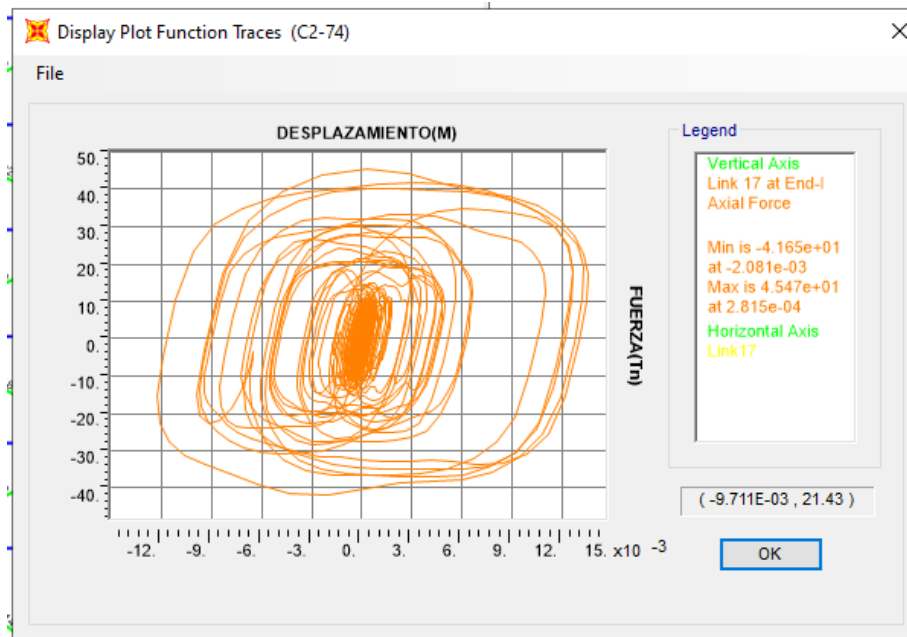 Display Plot Function Traces (C2-74)
File
DESPLAZAMIENTO(M)
Legend
50.
40.
30.
20.
10.
0.
-10.
-20.
-30.
-40.
FUERZA(Tn)
Vertical Axis
Link 17 at End-I
Axial Force
Min is -4.165e+01
at -2.081e-03
Max is 4.547e+01
at 2.815e-04
Horizontal Axis
Link17
-12. -9. -6. -3. 0. 3. 6. 9. 12. 15. x10 -3
( -9.711E-03 , 21.43 )
OK